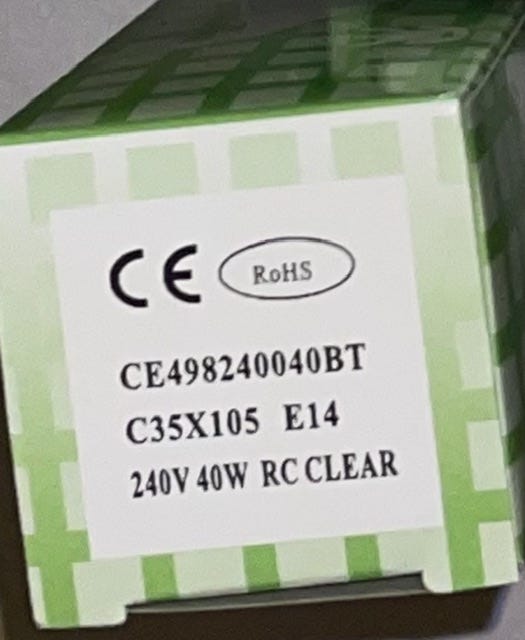 CE RoHS
CE498240040BT
C35X105 E14
240V 40W RC CLEAR